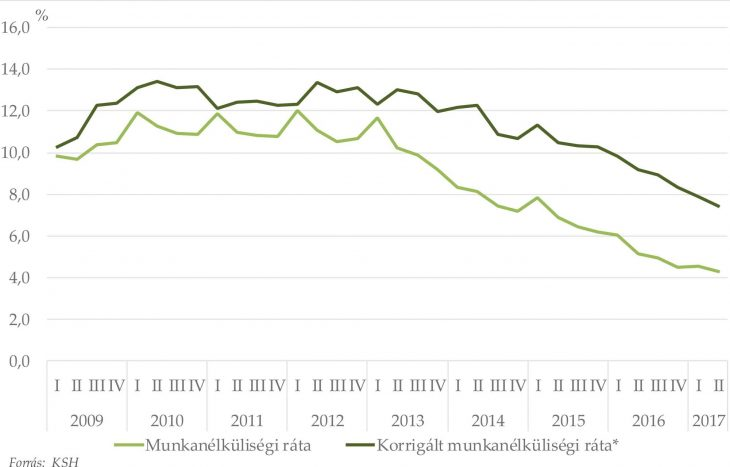 %
16,0
14,0
12,0
10,0
8,0
6,0
4,0
2,0
0,0
I II III IV I II III IV I II III IV I II III IV I II III IV I II III IV I II III IV I II III IV I II
2009 2010 2011 2012 2013 2014 2015 2016 2017
Munkanélküliségi ráta Korrigált munkanélküliségi ráta*
Forrás: KSH